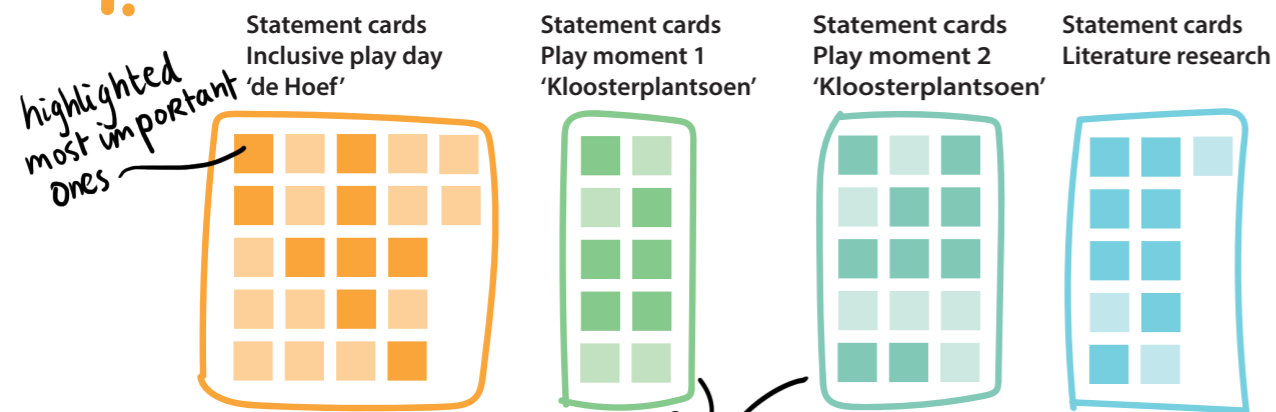 Statement cards
Inclusive play day
'de Hoef'
Statement cards
Play moment 1
'Kloosterplantsoen'
Statement cards
Play moment 2
'Kloosterplantsoen'
Statement cards
Literature research
highlighted
most important
ones